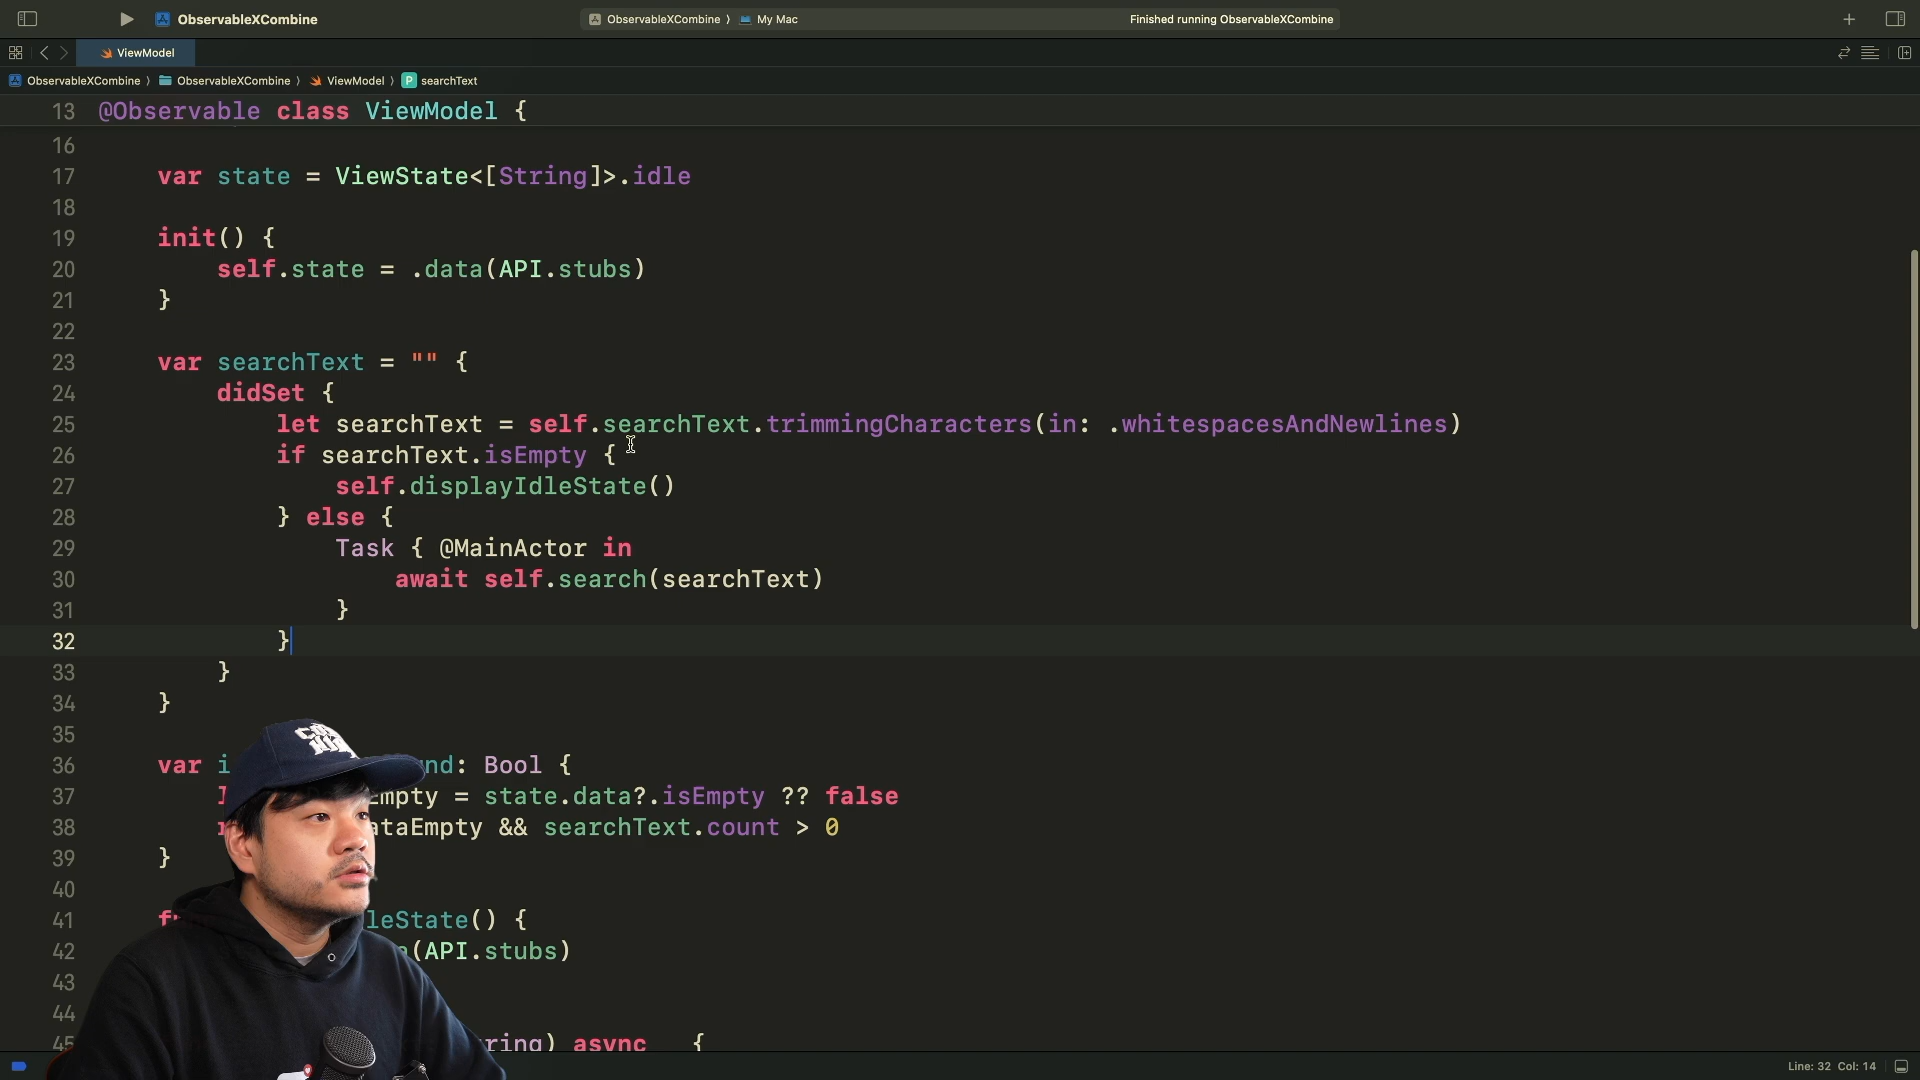 ObservableXCombine
ObservableXCombine 〉 My Mac
Finished running ObservableXCombine
ViewModel
ObservableXCombine 〉 ObservableXCombine 〉 ViewModel 〉 P searchText
13 @Observable class ViewModel {
16
17 var state = ViewState<[String]>.idle
18
19 init() {
20 self.state = .data(API.stubs)
21 }
22
23 var searchText = "" {
24 didSet {
25 let searchText = self.searchText.trimmingCharacters(in: .whitespacesAndNewlines)
26 if searchText.isEmpty {
27 self.displayIdleState()
28 } else {
29 Task { @MainActor in
30 await self.search(searchText)
31 }
32 }
33 }
34 }
35
36 var nd: Bool {
37 Empty = state.data?.isEmpty ?? false
38 ataEmpty && searchText.count > 0
39 }
40
41 leState() {
42 (API.stubs)
43
44
45 ring) async {
Line: 32 Col: 14